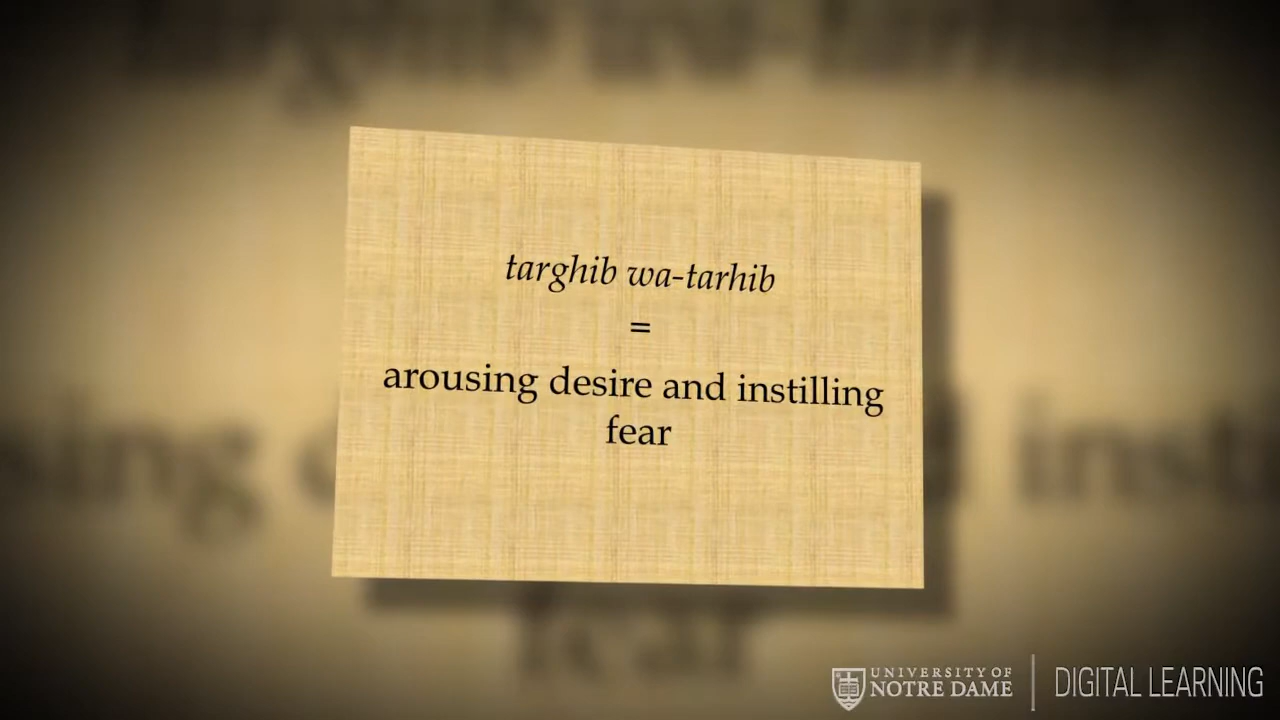 targhib wa-tarhib
=
arousing desire and instilling
fear
UNIVERSITY OF
NOTRE DAME
DIGITAL LEARNING